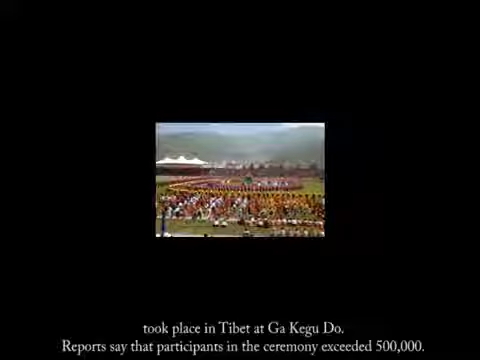 took place in Tibet at Ga Kegu Do.
Reports say that participants in the ceremony exceeded 500,000.